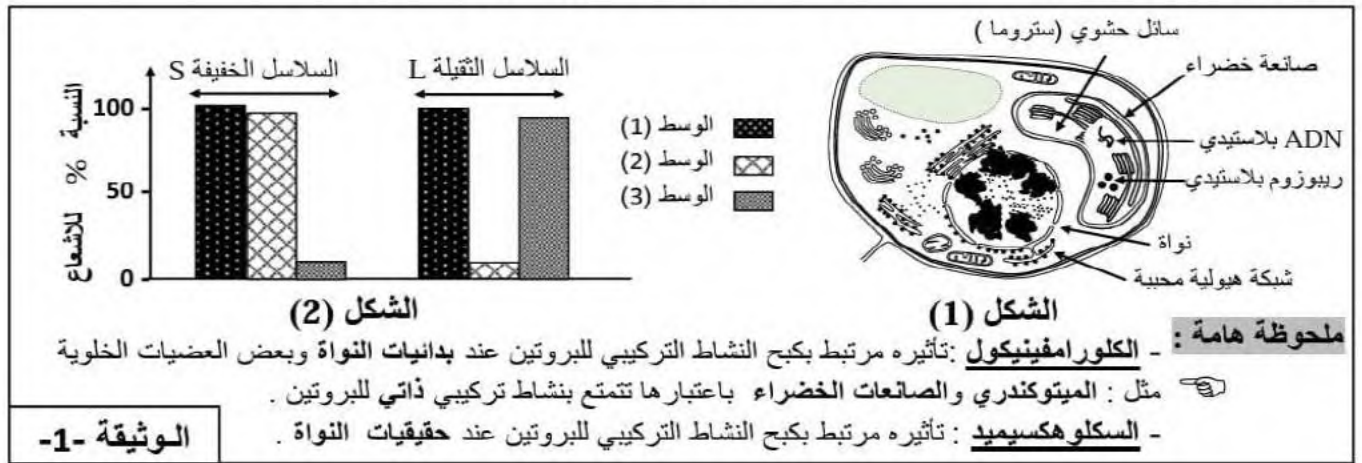 سائل حشوي (ستروما )
صانعة خضراء
ADN بلاستيدي
ريبوزوم بلاستيدي
نواة
شبكة هيولية محببة
الشكل (1)
السلاسل الثقيلة L
السلاسل الخفيفة S
النسبة % للاشعاع
100
50
0
الوسط (1)
الوسط (2)
الوسط (3)
الشكل (2)
ملحوظة هامة :
- الكلورامفينيكول :تأثيره مرتبط بكبح النشاط التركيبي للبروتين عند بدائيات النواة وبعض العضيات الخلوية
مثل : الميتوكندري والصانعات الخضراء باعتبارها تتمتع بنشاط تركيبي ذاتي للبروتين .
- السكلوهكسيميد : تأثيره مرتبط بكبح النشاط التركيبي للبروتين عند حقيقيات النواة .
الوثيقة -1-